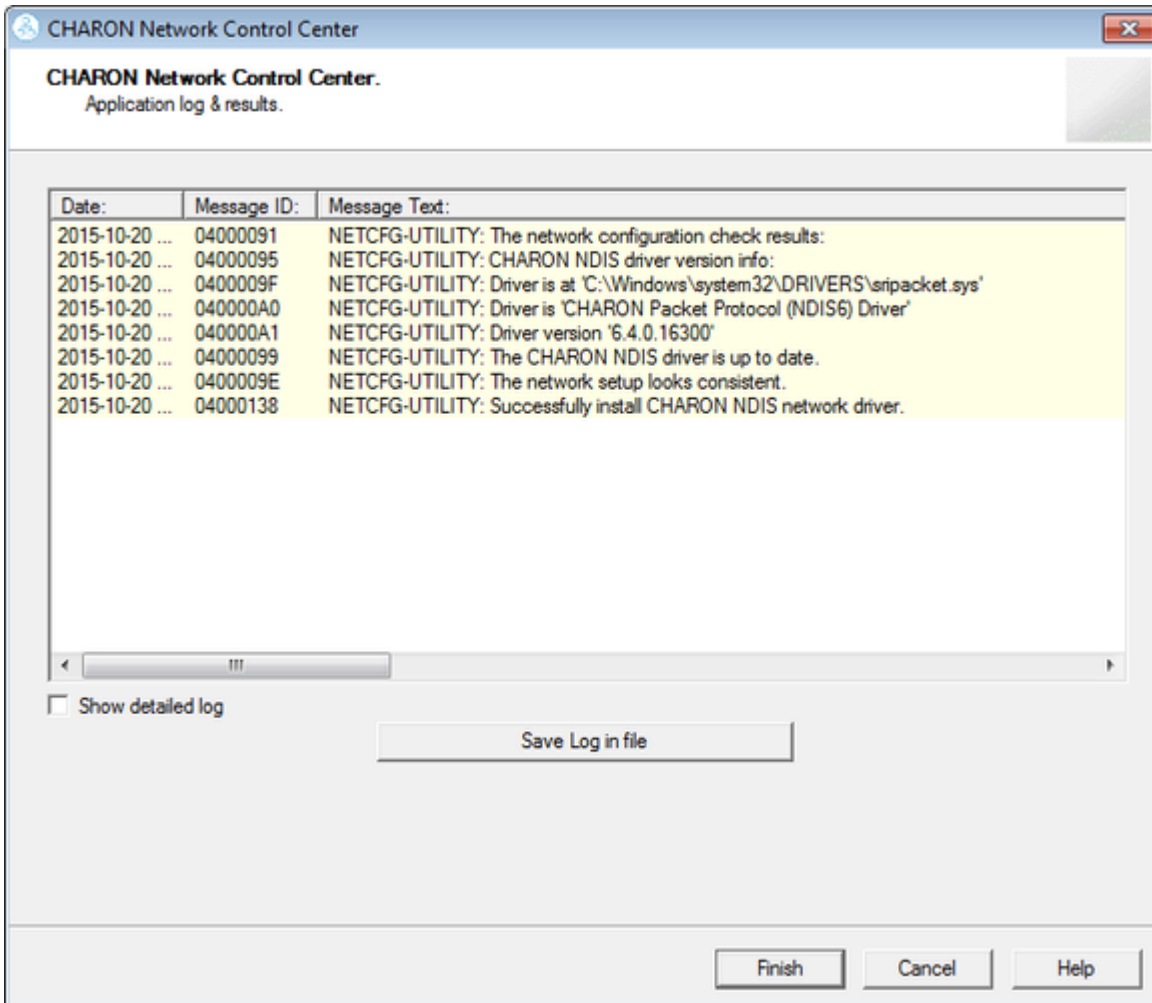 CHARON Network Control Center
CHARON Network Control Center.
Application log & results.
Date: Message ID: Message Text:
2015-10-20 ... 04000091 NETCFG-UTILITY: The network configuration check results:
2015-10-20 ... 04000095 NETCFG-UTILITY: CHARON NDIS driver version info:
2015-10-20 ... 0400009F NETCFG-UTILITY: Driver is at 'C:\Windows\system32\DRIVERS\sripacket.sys'
2015-10-20 ... 040000A0 NETCFG-UTILITY: Driver is 'CHARON Packet Protocol (NDIS6) Driver'
2015-10-20 ... 040000A1 NETCFG-UTILITY: Driver version '6.4.0.16300'
2015-10-20 ... 04000099 NETCFG-UTILITY: The CHARON NDIS driver is up to date.
2015-10-20 ... 0400009E NETCFG-UTILITY: The network setup looks consistent.
2015-10-20 ... 04000138 NETCFG-UTILITY: Successfully install CHARON NDIS network driver.
Show detailed log
Save Log in file
Finish Cancel Help